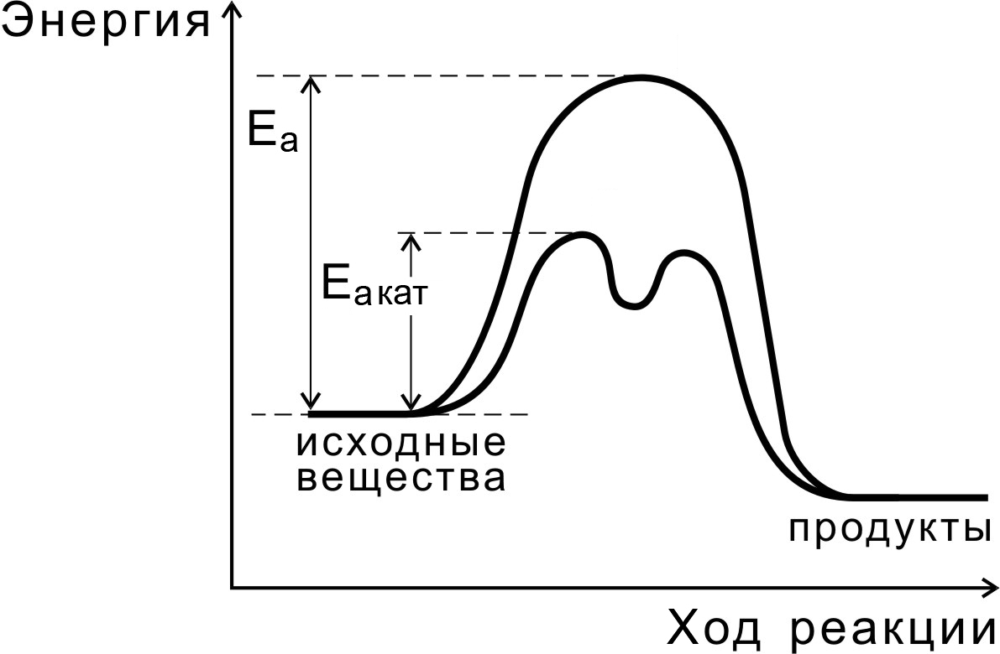 Энергия
Eа
Eа кат
исходные
вещества
продукты
Ход реакции